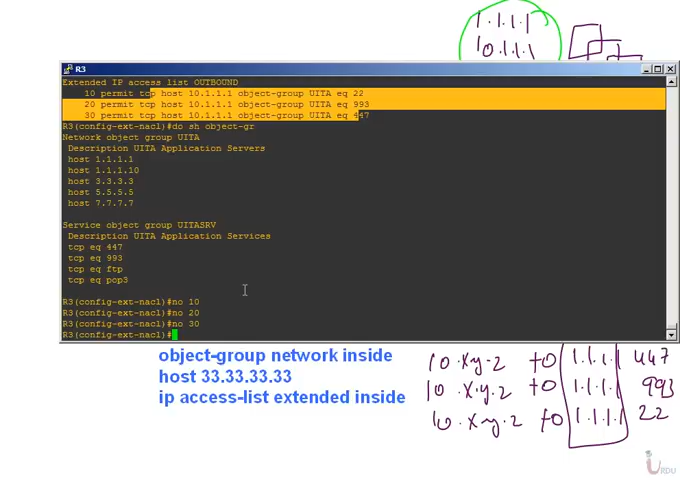 1.1.1.1
10.1.1.1
R3
Extended IP access list OUTBOUND
10 permit tcp host 10.1.1.1 object-group UITA eq 22
20 permit tcp host 10.1.1.1 object-group UITA eq 993
30 permit tcp host 10.1.1.1 object-group UITA eq 447
R3(config-ext-nacl)#do sh object-gr
Network object group UITA
Description UITA Application Servers
host 1.1.1.1
host 1.1.1.10
host 3.3.3.3
host 5.5.5.5
host 7.7.7.7
Service object group UITASRV
Description UITA Application Services
tcp eq 447
tcp eq 993
tcp eq ftp
tcp eq pop3
R3(config-ext-nacl)#no 10
R3(config-ext-nacl)#no 20
R3(config-ext-nacl)#no 30
R3(config-ext-nacl)#
object-group network inside
host 33.33.33.33
ip access-list extended inside
10.xy.2 to 1.1.1.1 447
10.x.y.2 to 1.1.1.1 993
10.xy.2 to 1.1.1.1 22
URDU